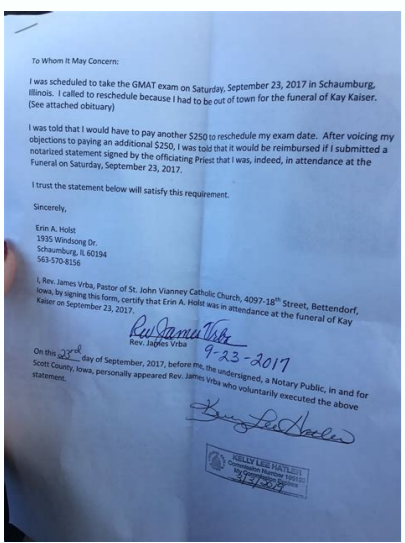 To Whom It May Concern:
I was scheduled to take the GMAT exam on Saturday, September 23, 2017 in Schaumburg,
Illinois. I called to reschedule because I had to be out of town for the funeral of Kay Kaiser.
(See attached obituary)
I was told that I would have to pay another $250 to reschedule my exam date. After voicing my
objections to paying an additional $250, I was told that it would be reimbursed if I submitted a
notarized statement signed by the officiating Priest that I was, indeed, in attendance at the
Funeral on Saturday, September 23, 2017.
I trust the statement below will satisfy this requirement.
Sincerely,
Erin A. Holst
1935 Windsong Dr.
Schaumburg, IL 60194
563-570-8156
I, Rev. James Vrba, Pastor of St. John Vianney Catholic Church, 4097-18th Street, Bettendorf,
Iowa, by signing this form, certify that Erin A. Holst was in attendance at the funeral of Kay
Kaiser on September 23, 2017.
Rev James Vrba
Rev. James Vrba
9-23-2017
On this 23rd day of September, 2017, before me, the undersigned, a Notary Public, in and for
Scott County, Iowa, personally appeared Rev. James Vrba who voluntarily executed the above
statement.
Kelly Lee Hatler
KELLY LEE HATLER
Commission Number
My Commission Expires